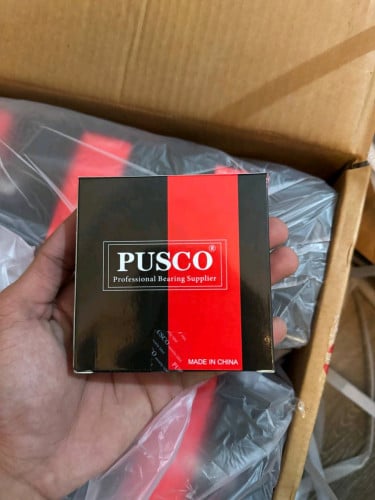 PUSCO®
Professional Bearing Supplier
MADE IN CHINA